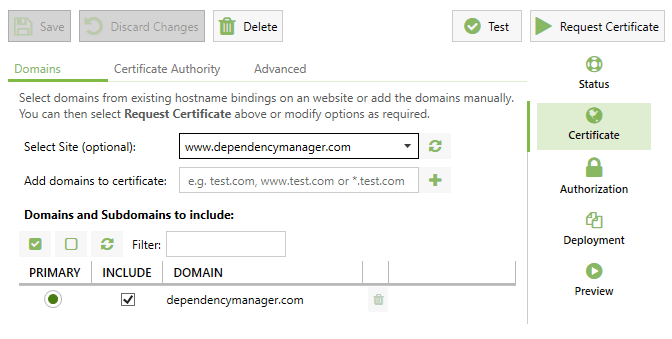 Save Discard Changes Delete Test Request Certificate
Domains Certificate Authority Advanced
Select domains from existing hostname bindings on an website or add the domains manually.
You can then select Request Certificate above or modify options as required.
Select Site (optional): www.dependencymanager.com
Add domains to certificate: e.g. test.com, www.test.com or *.test.com
Domains and Subdomains to include:
Filter:
PRIMARY INCLUDE DOMAIN
dependencymanager.com
Status
Certificate
Authorization
Deployment
Preview